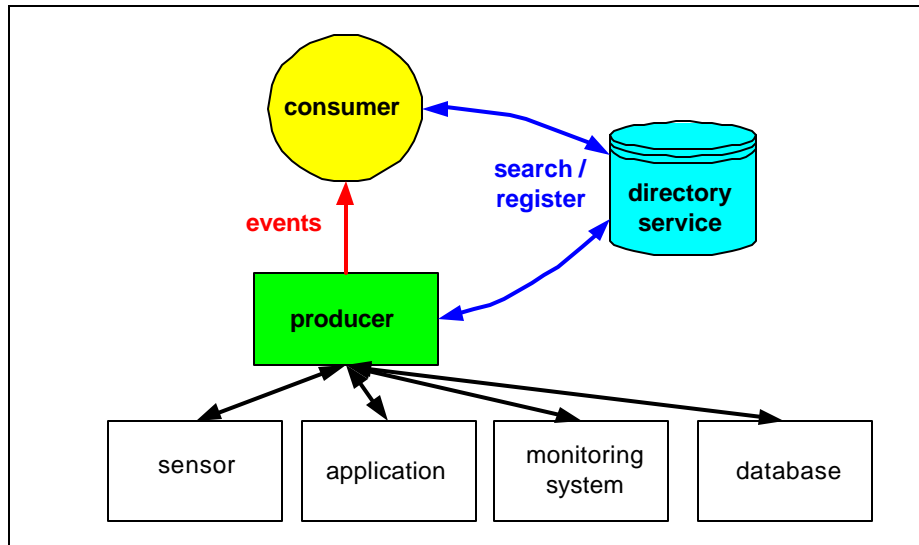 consumer
search /
register
directory
service
events
producer
sensor
application
monitoring
system
database